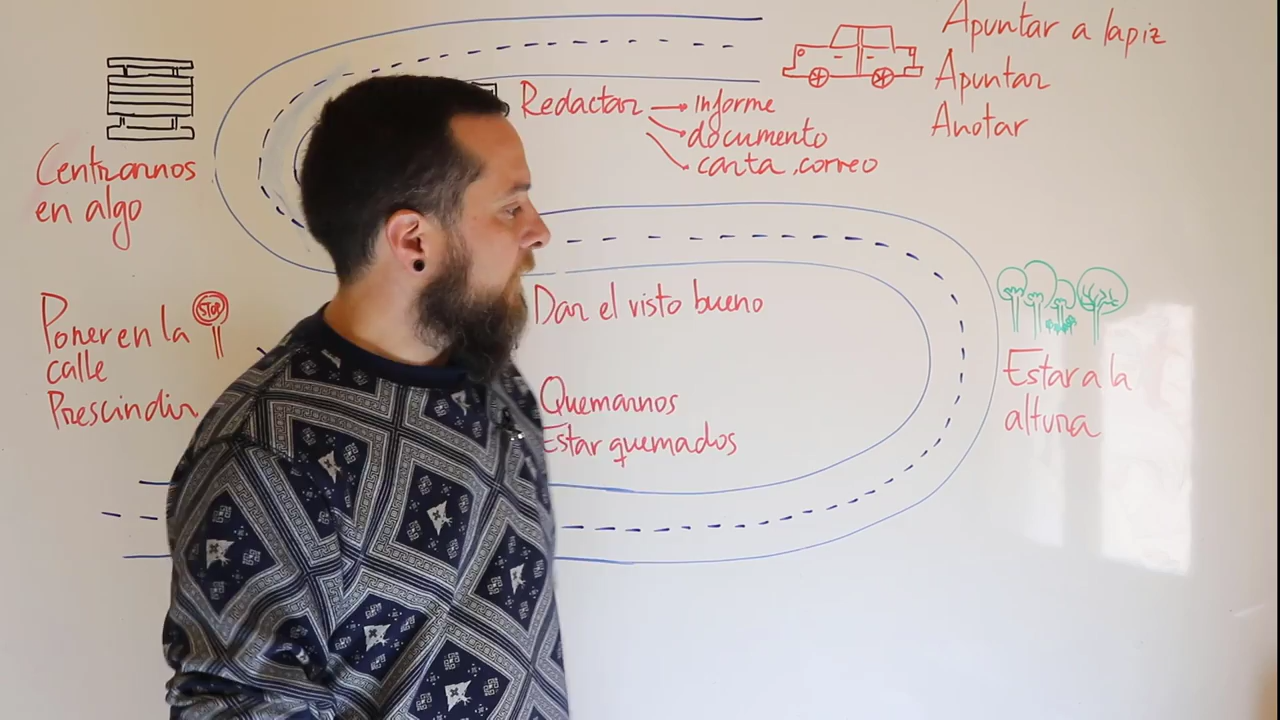 Apuntar a lapiz
Apuntar
Anotar
Redactar
informe
documento
carta, correo
Centrarnos
en algo
Dar el visto bueno
STOP
Poner en la
calle
Prescindir
Quemarnos
Estar quemados
Estar a la
altura